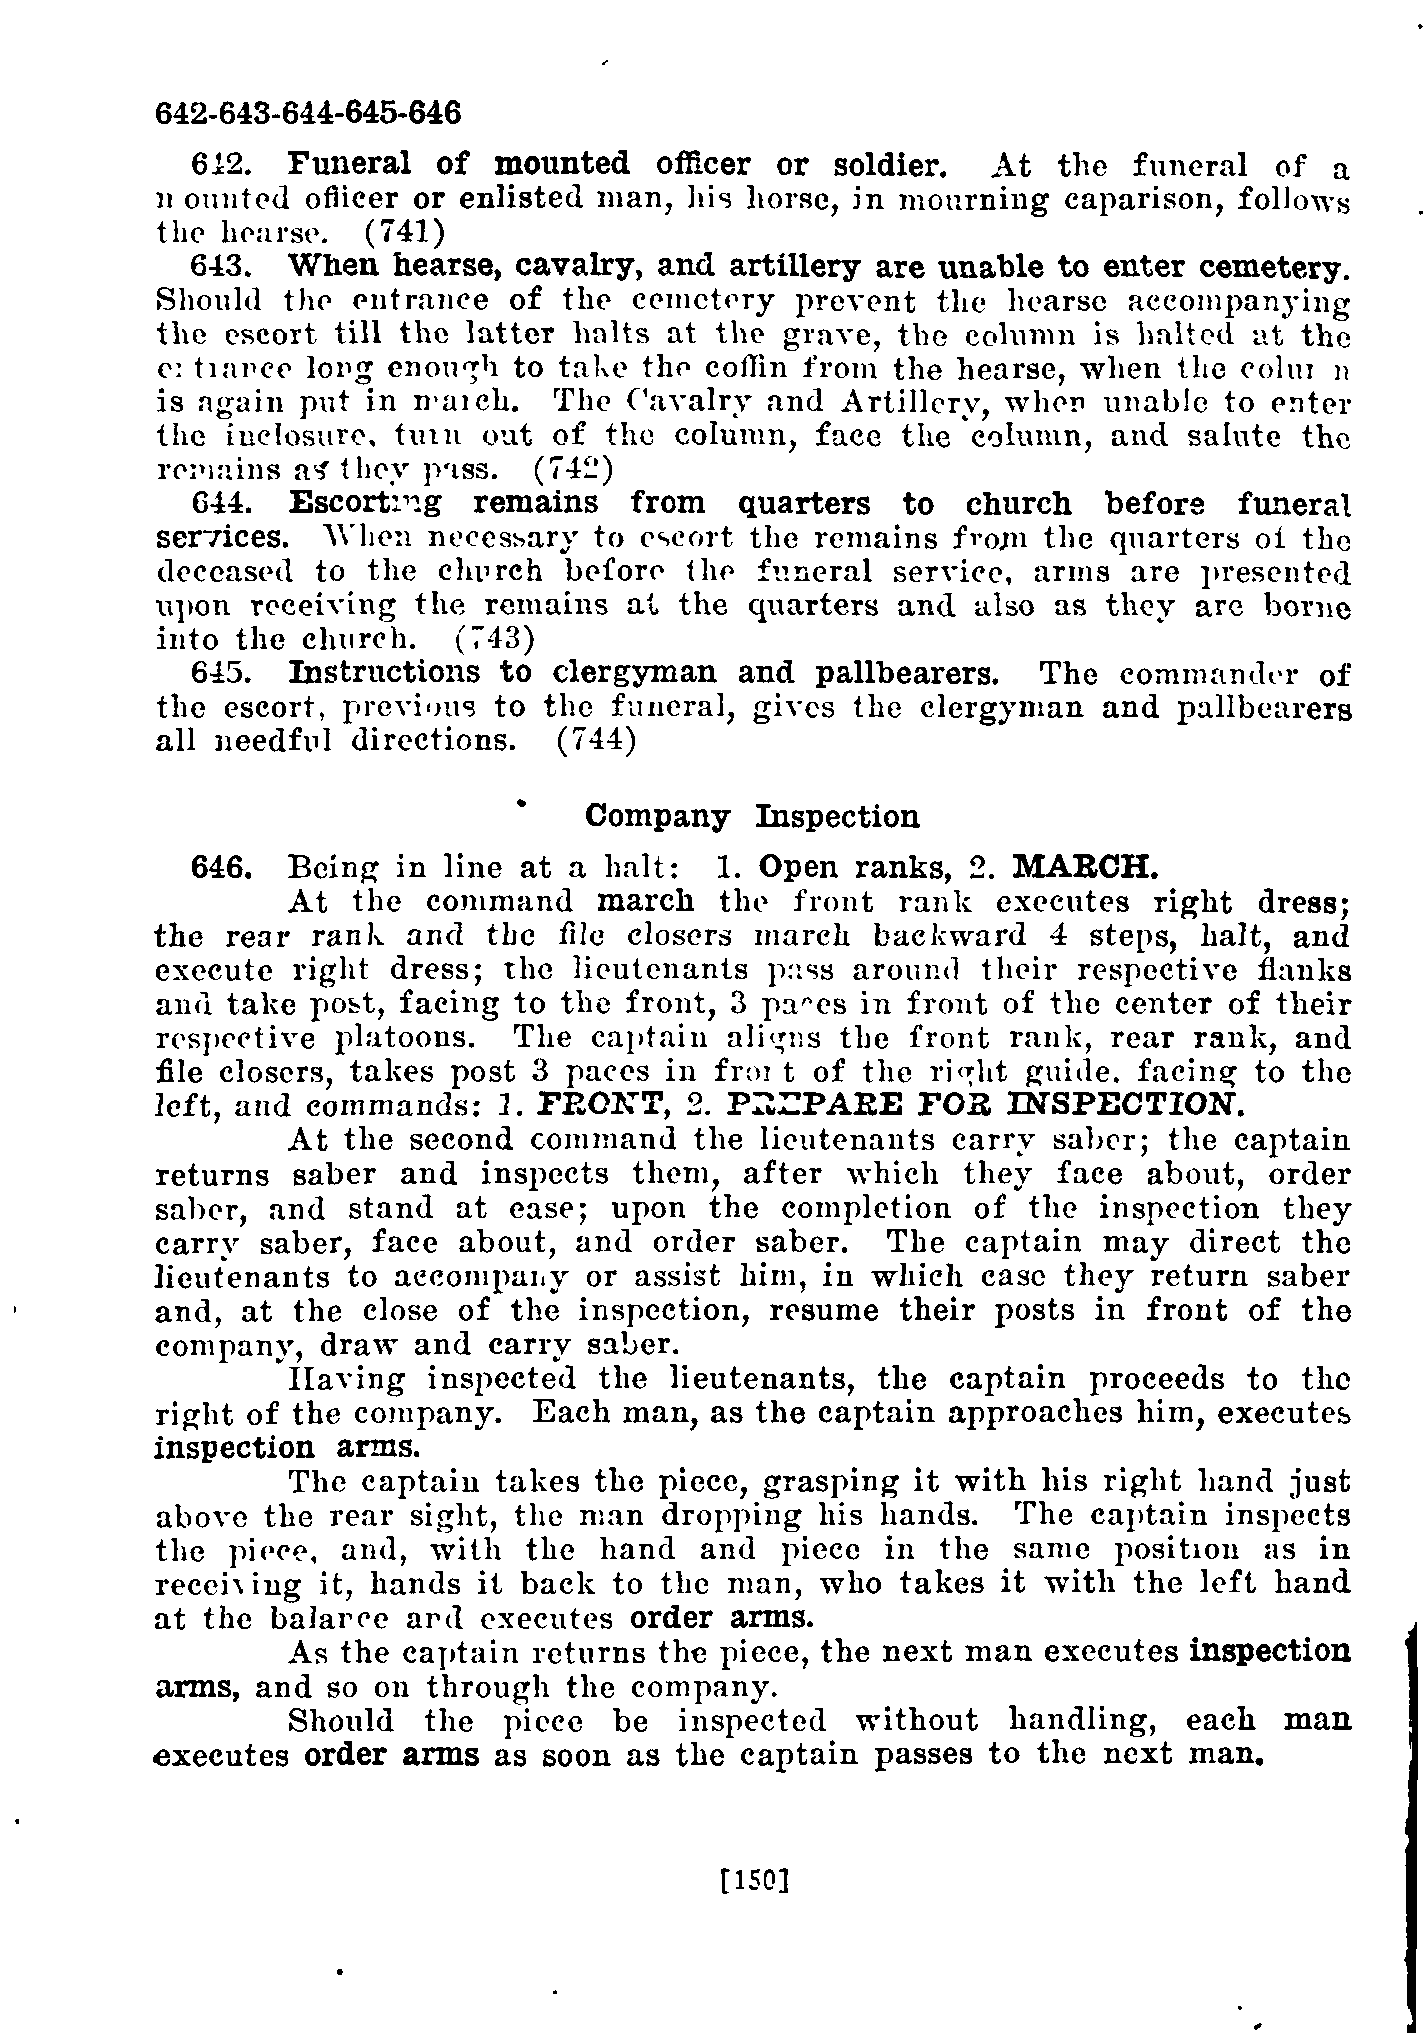 642-643-644-645-646
642. Funeral of mounted officer or soldier. At the funeral of a
mounted officer or enlisted man, his horse, in mourning caparison, follows
the hearse. (741)
643. When hearse, cavalry, and artillery are unable to enter cemetery.
Should the entrance of the cemetery prevent the hearse accompanying
the escort till the latter halts at the grave, the column is halted at the
entrance long enough to take the coffin from the hearse, when the column
is again put in march. The Cavalry and Artillery, when unable to enter
the inclosure, turn out of the column, face the column, and salute the
remains as they pass. (742)
644. Escorting remains from quarters to church before funeral
services. When necessary to escort the remains from the quarters of the
deceased to the church before the funeral service, arms are presented
upon receiving the remains at the quarters and also as they are borne
into the church. (743)
645. Instructions to clergyman and pallbearers. The commander of
the escort, previous to the funeral, gives the clergyman and pallbearers
all needful directions. (744)
Company Inspection
646. Being in line at a halt: 1. Open ranks, 2. MARCH.
At the command march the front rank executes right dress;
the rear rank and the file closers march backward 4 steps, halt, and
execute right dress; the lieutenants pass around their respective flanks
and take post, facing to the front, 3 paces in front of the center of their
respective platoons. The captain aligns the front rank, rear rank, and
file closers, takes post 3 paces in front of the right guide, facing to the
left, and commands: 1. FRONT, 2. PREPARE FOR INSPECTION.
At the second command the lieutenants carry saber; the captain
returns saber and inspects them, after which they face about, order
saber, and stand at ease; upon the completion of the inspection they
carry saber, face about, and order saber. The captain may direct the
lieutenants to accompany or assist him, in which case they return saber
and, at the close of the inspection, resume their posts in front of the
company, draw and carry saber.
Having inspected the lieutenants, the captain proceeds to the
right of the company. Each man, as the captain approaches him, executes
inspection arms.
The captain takes the piece, grasping it with his right hand just
above the rear sight, the man dropping his hands. The captain inspects
the piece, and, with the hand and piece in the same position as in
receiving it, hands it back to the man, who takes it with the left hand
at the balance and executes order arms.
As the captain returns the piece, the next man executes inspection
arms, and so on through the company.
Should the piece be inspected without handling, each man
executes order arms as soon as the captain passes to the next man.
[150]